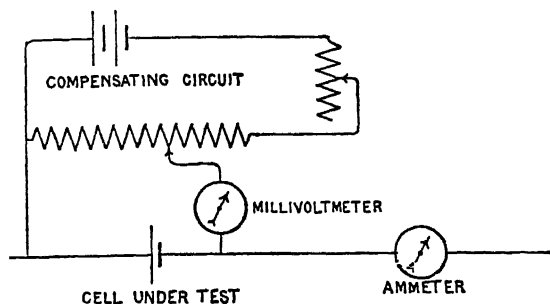 COMPENSATING CIRCUIT
MILLIVOLTMETER
CELL UNDER TEST
AMMETER